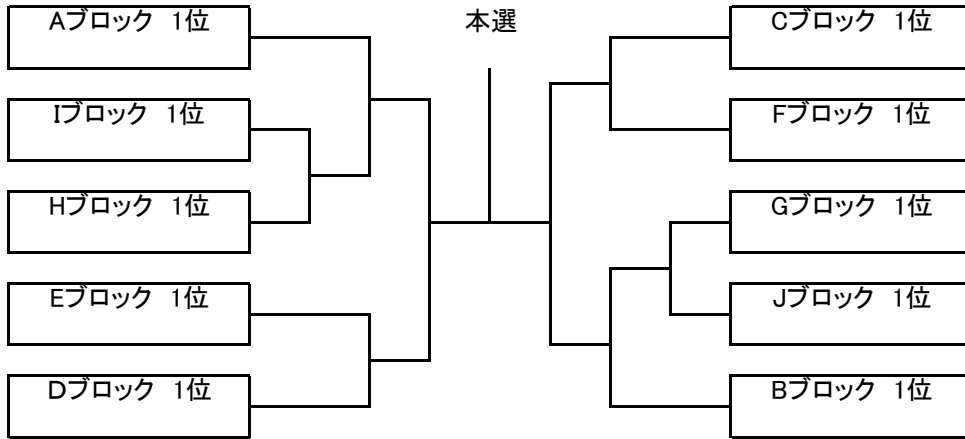 本選
Aブロック　1位
Iブロック　1位
Hブロック　1位
Eブロック　1位
Dブロック　1位
Cブロック　1位
Fブロック　1位
Gブロック　1位
Jブロック　1位
Bブロック　1位